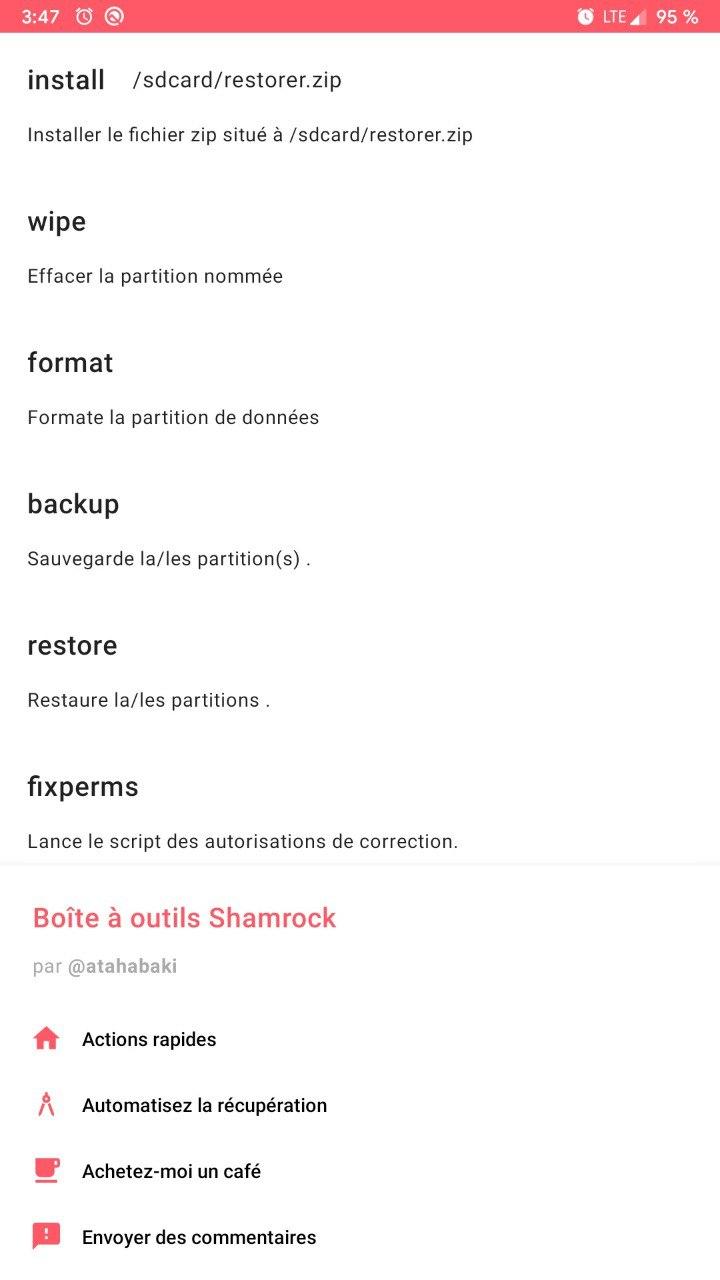 3:47 LTE 95 %
install /sdcard/restorer.zip
Installer le fichier zip situé à /sdcard/restorer.zip
wipe
Effacer la partition nommée
format
Formate la partition de données
backup
Sauvegarde la/les partition(s) .
restore
Restaure la/les partitions .
fixperms
Lance le script des autorisations de correction.
Boîte à outils Shamrock
par @atahabaki
Actions rapides
Automatisez la récupération
Achetez-moi un café
Envoyer des commentaires